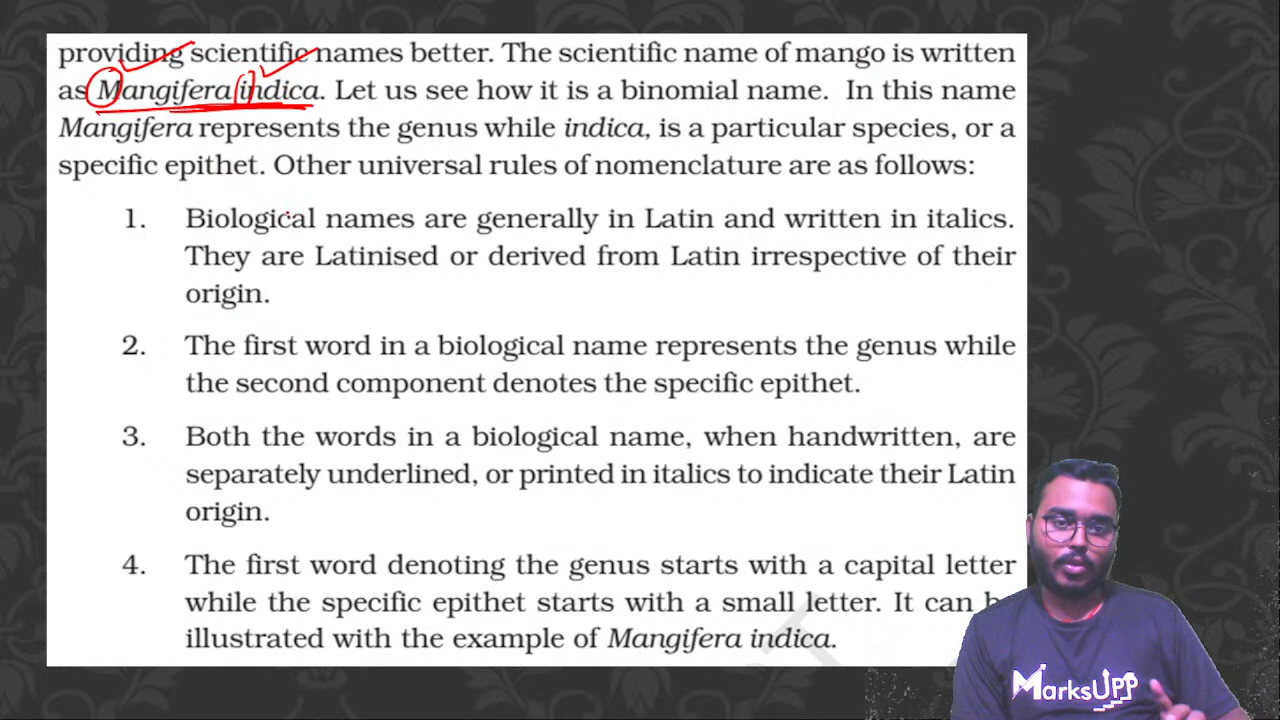 providing scientific names better. The scientific name of mango is written
as Mangifera indica. Let us see how it is a binomial name. In this name
Mangifera represents the genus while indica, is a particular species, or a
specific epithet. Other universal rules of nomenclature are as follows:
1. Biological names are generally in Latin and written in italics.
They are Latinised or derived from Latin irrespective of their
origin.
2. The first word in a biological name represents the genus while
the second component denotes the specific epithet.
3. Both the words in a biological name, when handwritten, are
separately underlined, or printed in italics to indicate their Latin
origin.
4. The first word denoting the genus starts with a capital letter
while the specific epithet starts with a small letter. It can
illustrated with the example of Mangifera indica.
MarksUPP